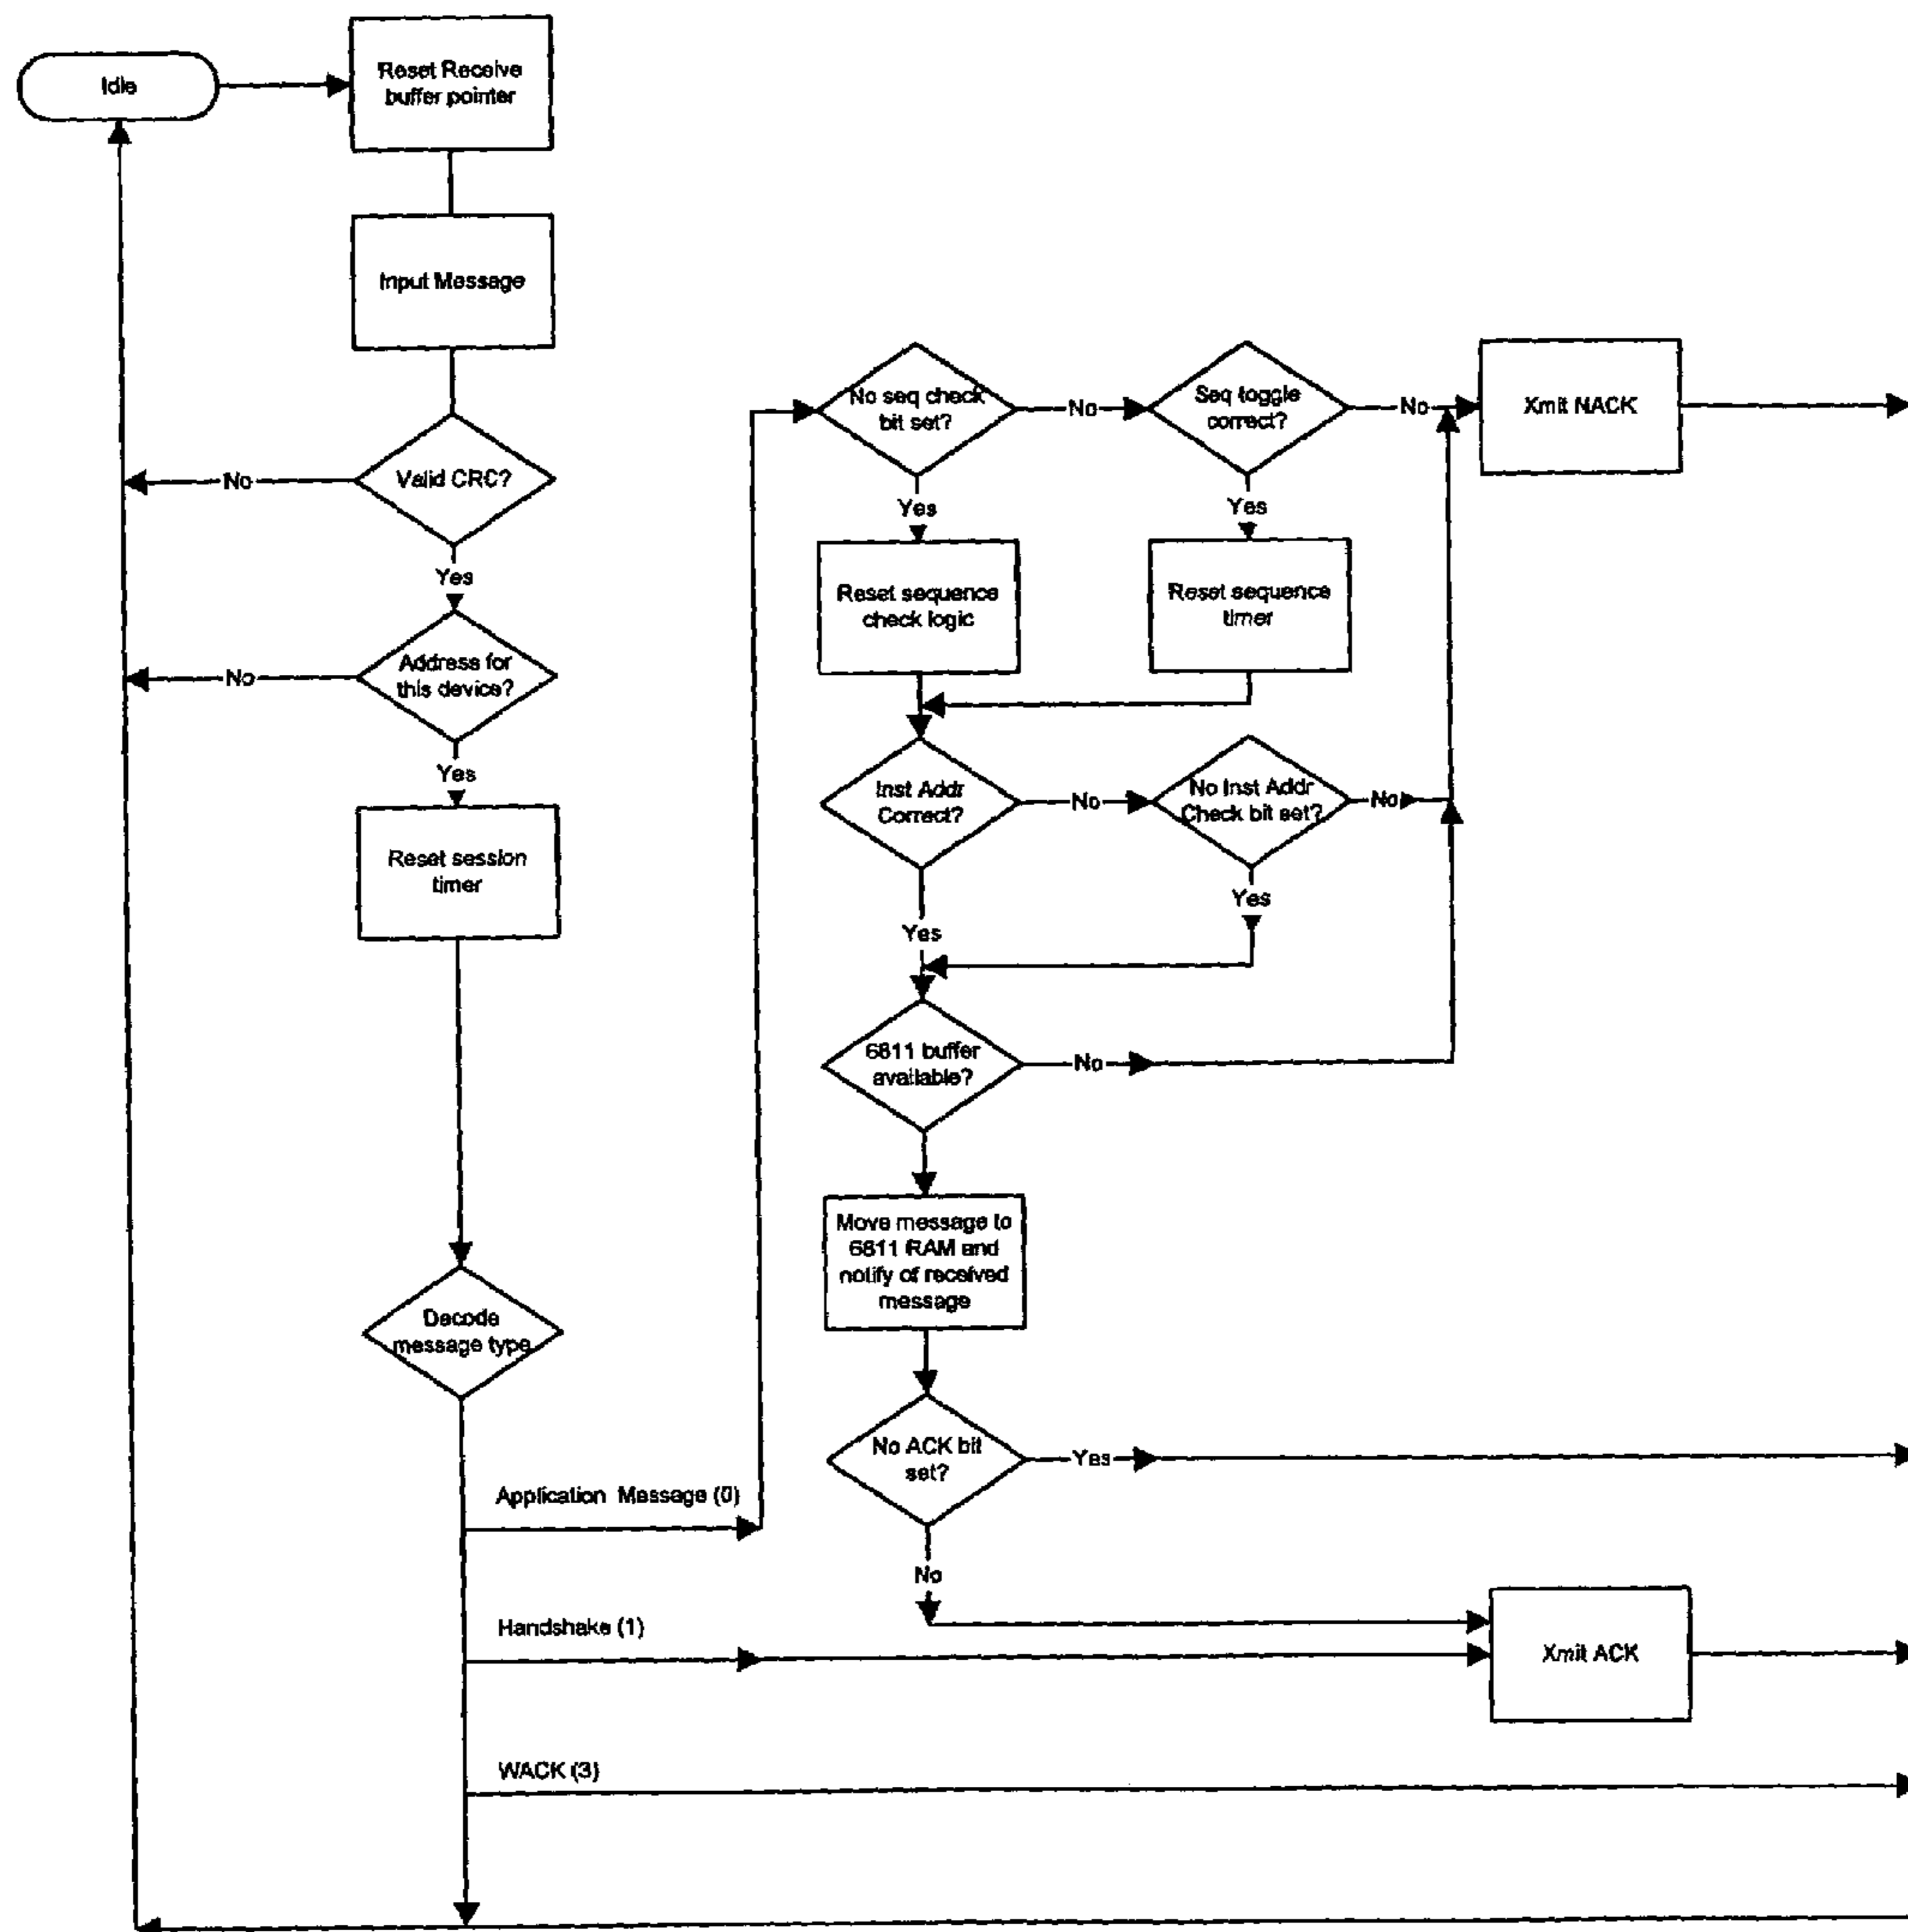 Idle
Reset Receive
buffer pointer
Input Message
Valid CRC?
No
Yes
Address for
this device?
No
Yes
Reset session
timer
Decode
message type
Application Message (0)
Handshake (1)
WACK (3)
No seq check
bit set?
No
Yes
Seq toggle
correct?
No
Yes
Xmit NACK
Reset sequence
check logic
Reset sequence
timer
Inst Addr
Correct?
No
Yes
No Inst Addr
Check bit set?
No
Yes
6811 buffer
available?
No
Move message to
6811 RAM and
notify of received
message
No ACK bit
set?
Yes
No
Xmit ACK